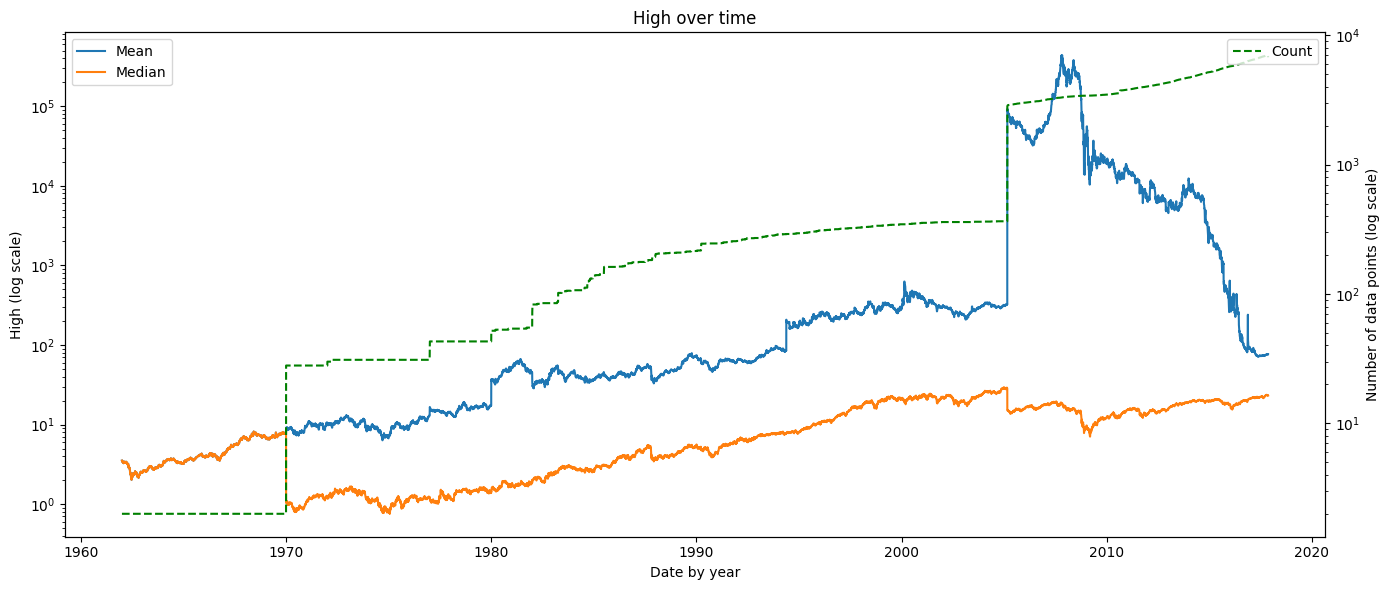 High over time
Mean
Median
Count
High (log scale)
10^5
10^4
10^3
10^2
10^1
10^0
10^4
10^3
10^2
10^1
Number of data points (log scale)
1960
1970
1980
1990
2000
2010
2020
Date by year